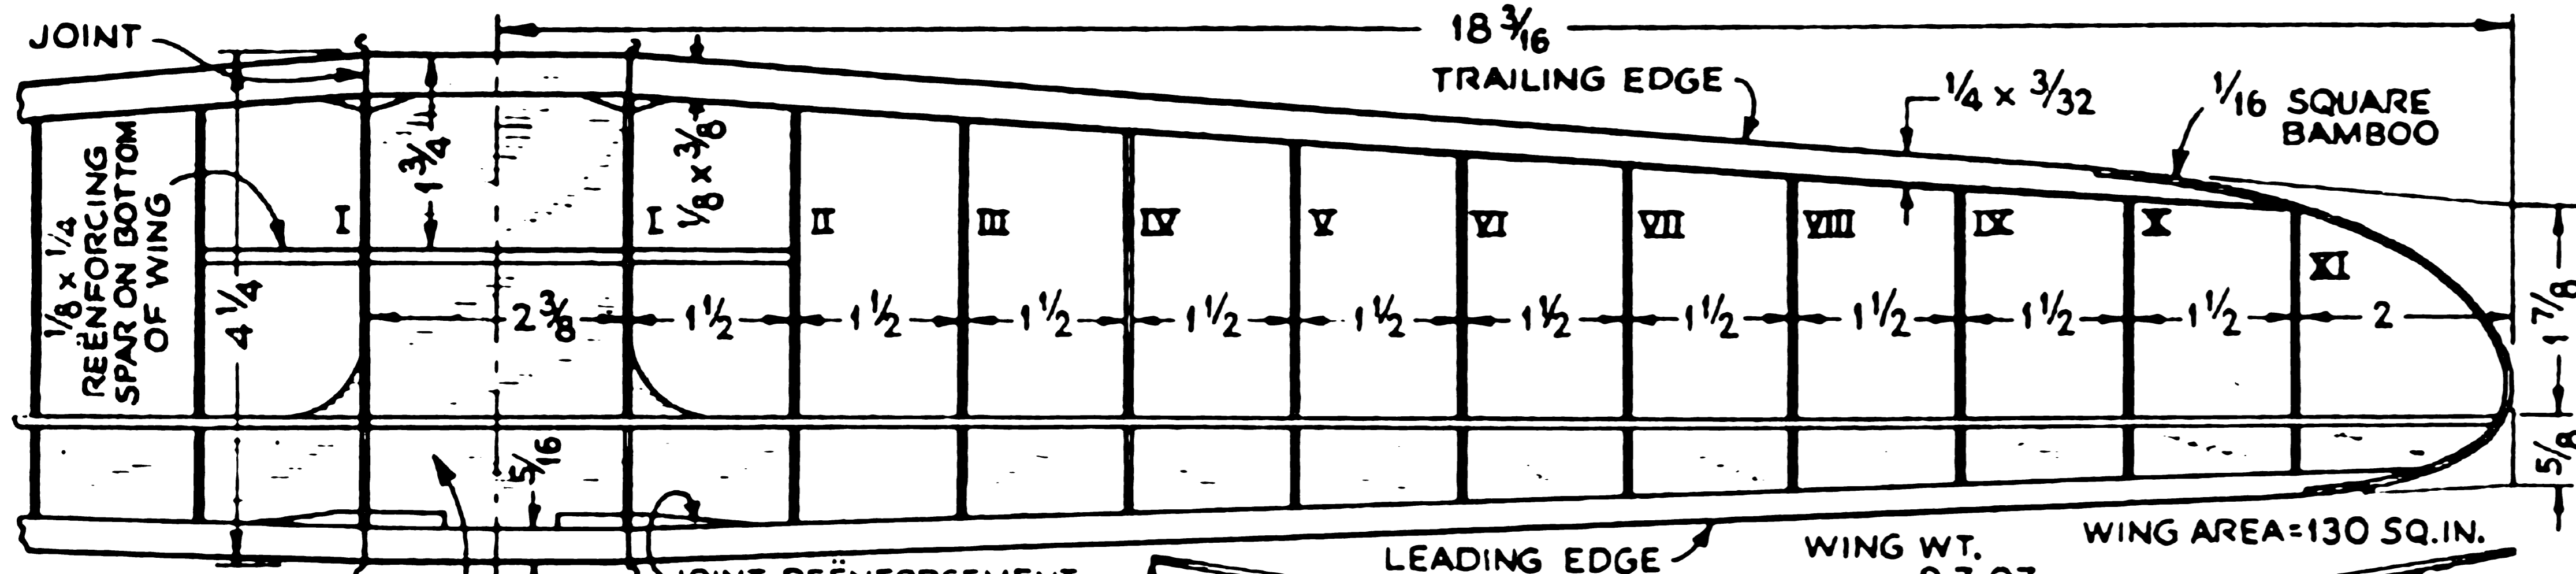 JOINT
18 3/16
TRAILING EDGE
1/4 x 3/32
1/16 SQUARE
BAMBOO
1/8 x 1/4
REËNFORCING
SPAR ON BOTTOM
OF WING
4 1/4
1 3/4
1/8 x 3/8
I
I
II
III
IV
V
VI
VII
VIII
IX
X
XI
2 3/8
1 1/2
1 1/2
1 1/2
1 1/2
1 1/2
1 1/2
1 1/2
1 1/2
1 1/2
1 1/2
2
1 7/8
5/8
5/16
JOINT REËNFORCEMENT
LEADING EDGE
WING WT.
WING AREA=130 SQ.IN.